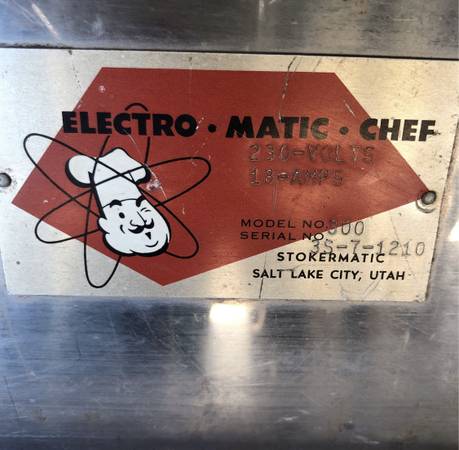 ELECTRO · MATIC · CHEF
230-VOLTS
18-AMPS
MODEL NO. 300
SERIAL NO. 3S-7-1210
STOKERMATIC
SALT LAKE CITY, UTAH